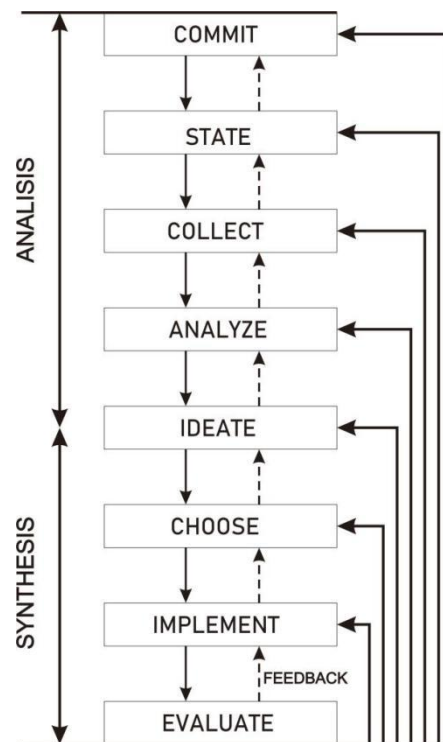 COMMIT
STATE
COLLECT
ANALYZE
IDEATE
CHOOSE
IMPLEMENT
FEEDBACK
EVALUATE
ANALISIS
SYNTHESIS